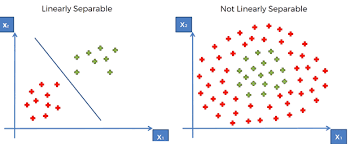 Linearly Separable
Not Linearly Separable
X₂
X₂
X₁
X₁